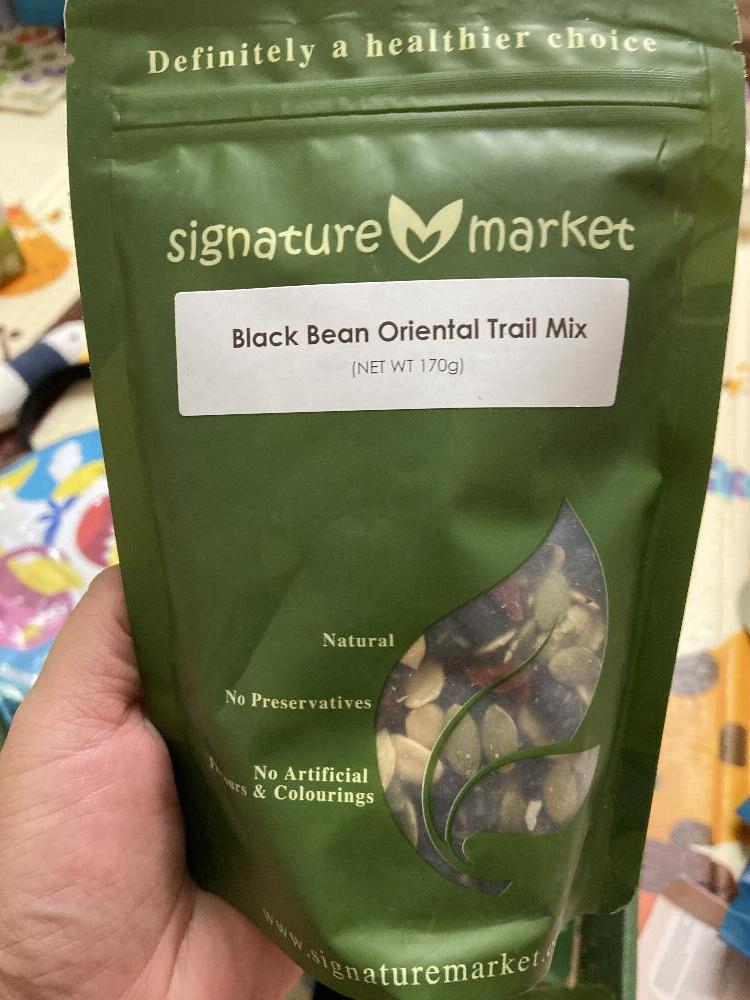 Definitely a healthier choice
signature market
Black Bean Oriental Trail Mix
(NET WT 170g)
Natural
No Preservatives
No Artificial
& Colourings
www.signaturemarket.